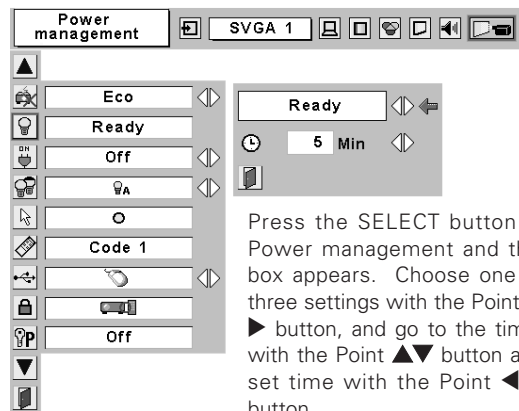 Power
management
SVGA 1
Eco
Ready
ON
Off
A
Code 1
P
Off
Ready
5 Min
Press the SELECT button
Power management and
box appears. Choose one
three settings with the Point
▶ button, and go to the
with the Point ▲▼ button
set time with the Point ◀
button.